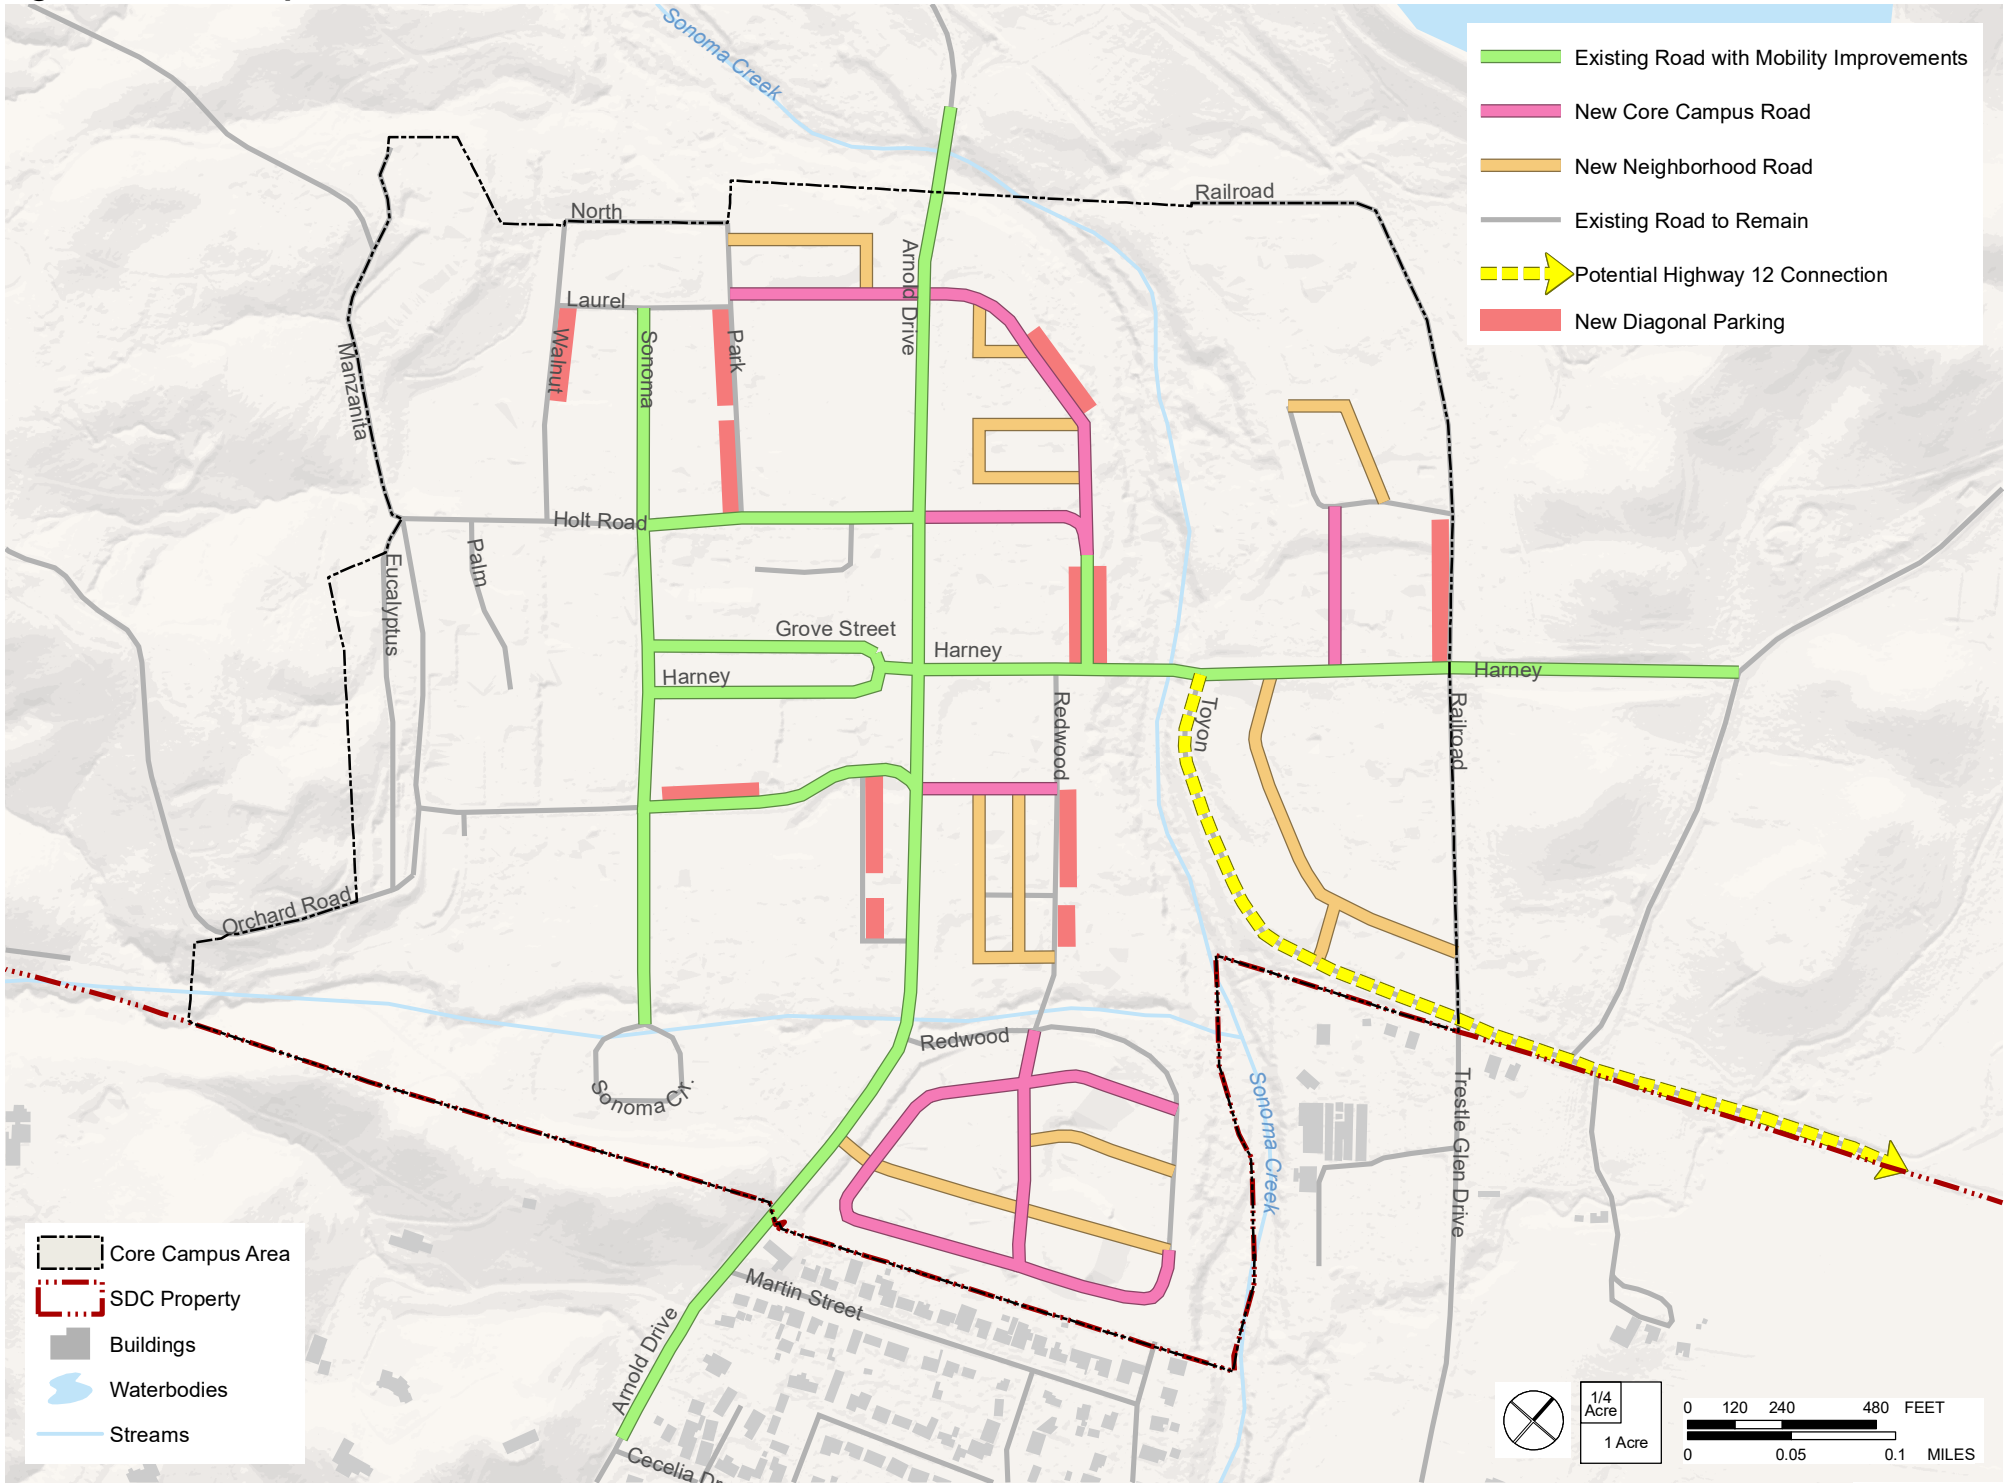 Sonoma Creek
Existing Road with Mobility Improvements
New Core Campus Road
New Neighborhood Road
Existing Road to Remain
Potential Highway 12 Connection
New Diagonal Parking
Railroad
North
Arnold Drive
Laurel
Walnut
Sonoma
Park
Manzanita
Holt Road
Palm
Eucalyptus
Grove Street
Harney
Harney
Harney
Redwood
Toyon
Railroad
Orchard Road
Redwood
Sonoma Cr.
Sonoma Creek
Trestle Glen Drive
Martin Street
Arnold Drive
Cecelia
Core Campus Area
SDC Property
Buildings
Waterbodies
Streams
1/4
Acre
1 Acre
0 120 240 480 FEET
0 0.05 0.1 MILES